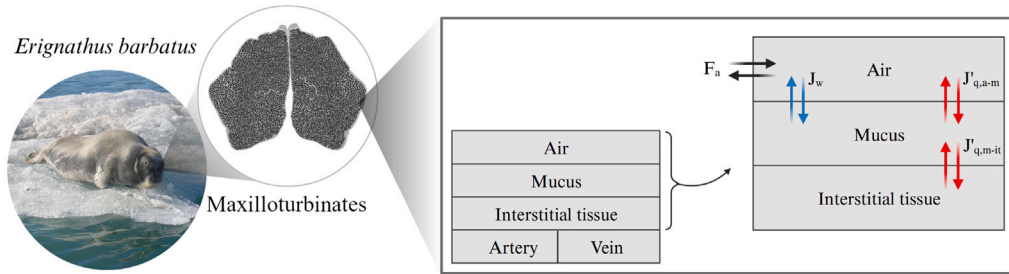 Erignathus barbatus
Maxilloturbinates
Air
Mucus
Interstitial tissue
Artery
Vein
Fa
Jw
Air
J'q,a-m
Mucus
J'q,m-it
Interstitial tissue